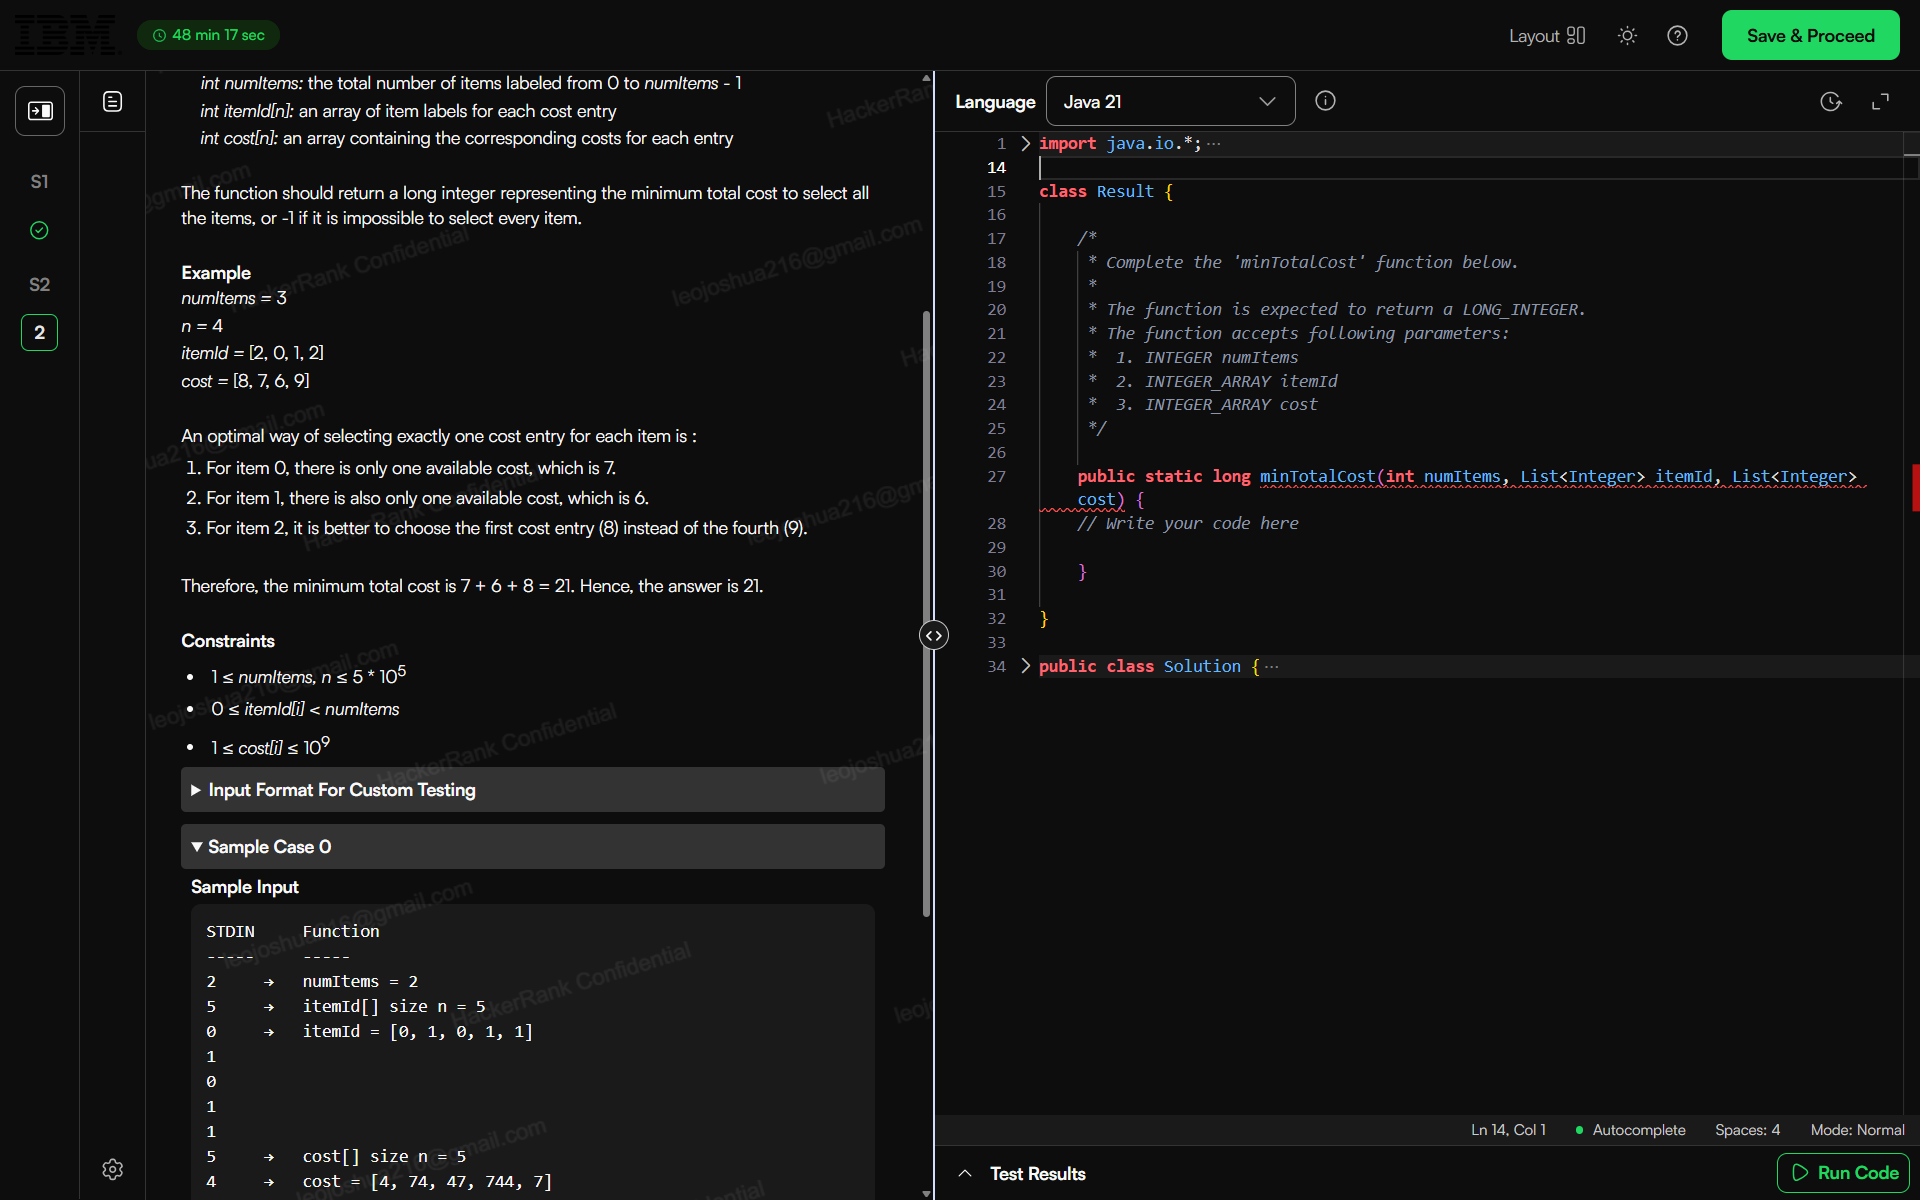 IBM
48 min 17 sec
Layout
Save & Proceed
S1
S2
2
int numItems: the total number of items labeled from 0 to numItems - 1
int itemId[n]: an array of item labels for each cost entry
int cost[n]: an array containing the corresponding costs for each entry
The function should return a long integer representing the minimum total cost to select all
the items, or -1 if it is impossible to select every item.
Example
numItems = 3
n = 4
itemId = [2, 0, 1, 2]
cost = [8, 7, 6, 9]
An optimal way of selecting exactly one cost entry for each item is :
1. For item 0, there is only one available cost, which is 7.
2. For item 1, there is also only one available cost, which is 6.
3. For item 2, it is better to choose the first cost entry (8) instead of the fourth (9).
Therefore, the minimum total cost is 7 + 6 + 8 = 21. Hence, the answer is 21.
Constraints
• 1 ≤ numItems, n ≤ 5 * 10⁵
• 0 ≤ itemId[i] < numItems
• 1 ≤ cost[i] ≤ 10⁹
Input Format For Custom Testing
Sample Case 0
Sample Input
STDIN Function
----- -----
2 → numItems = 2
5 → itemId[] size n = 5
0 → itemId = [0, 1, 0, 1, 1]
1
0
1
1
5 → cost[] size n = 5
4 → cost = [4, 74, 47, 744, 7]
HackerRank Confidential
leojoshua216@gmail.com
Language
Java 21
1 import java.io.*; ...
14
15 class Result {
16
17 /*
18 * Complete the 'minTotalCost' function below.
19 *
20 * The function is expected to return a LONG_INTEGER.
21 * The function accepts following parameters:
22 * 1. INTEGER numItems
23 * 2. INTEGER_ARRAY itemId
24 * 3. INTEGER_ARRAY cost
25 */
26
27 public static long minTotalCost(int numItems, List<Integer> itemId, List<Integer>
cost) {
28 // Write your code here
29
30 }
31
32 }
33
34 public class Solution { ...
Ln 14, Col 1
Autocomplete
Spaces: 4
Mode: Normal
Test Results
Run Code